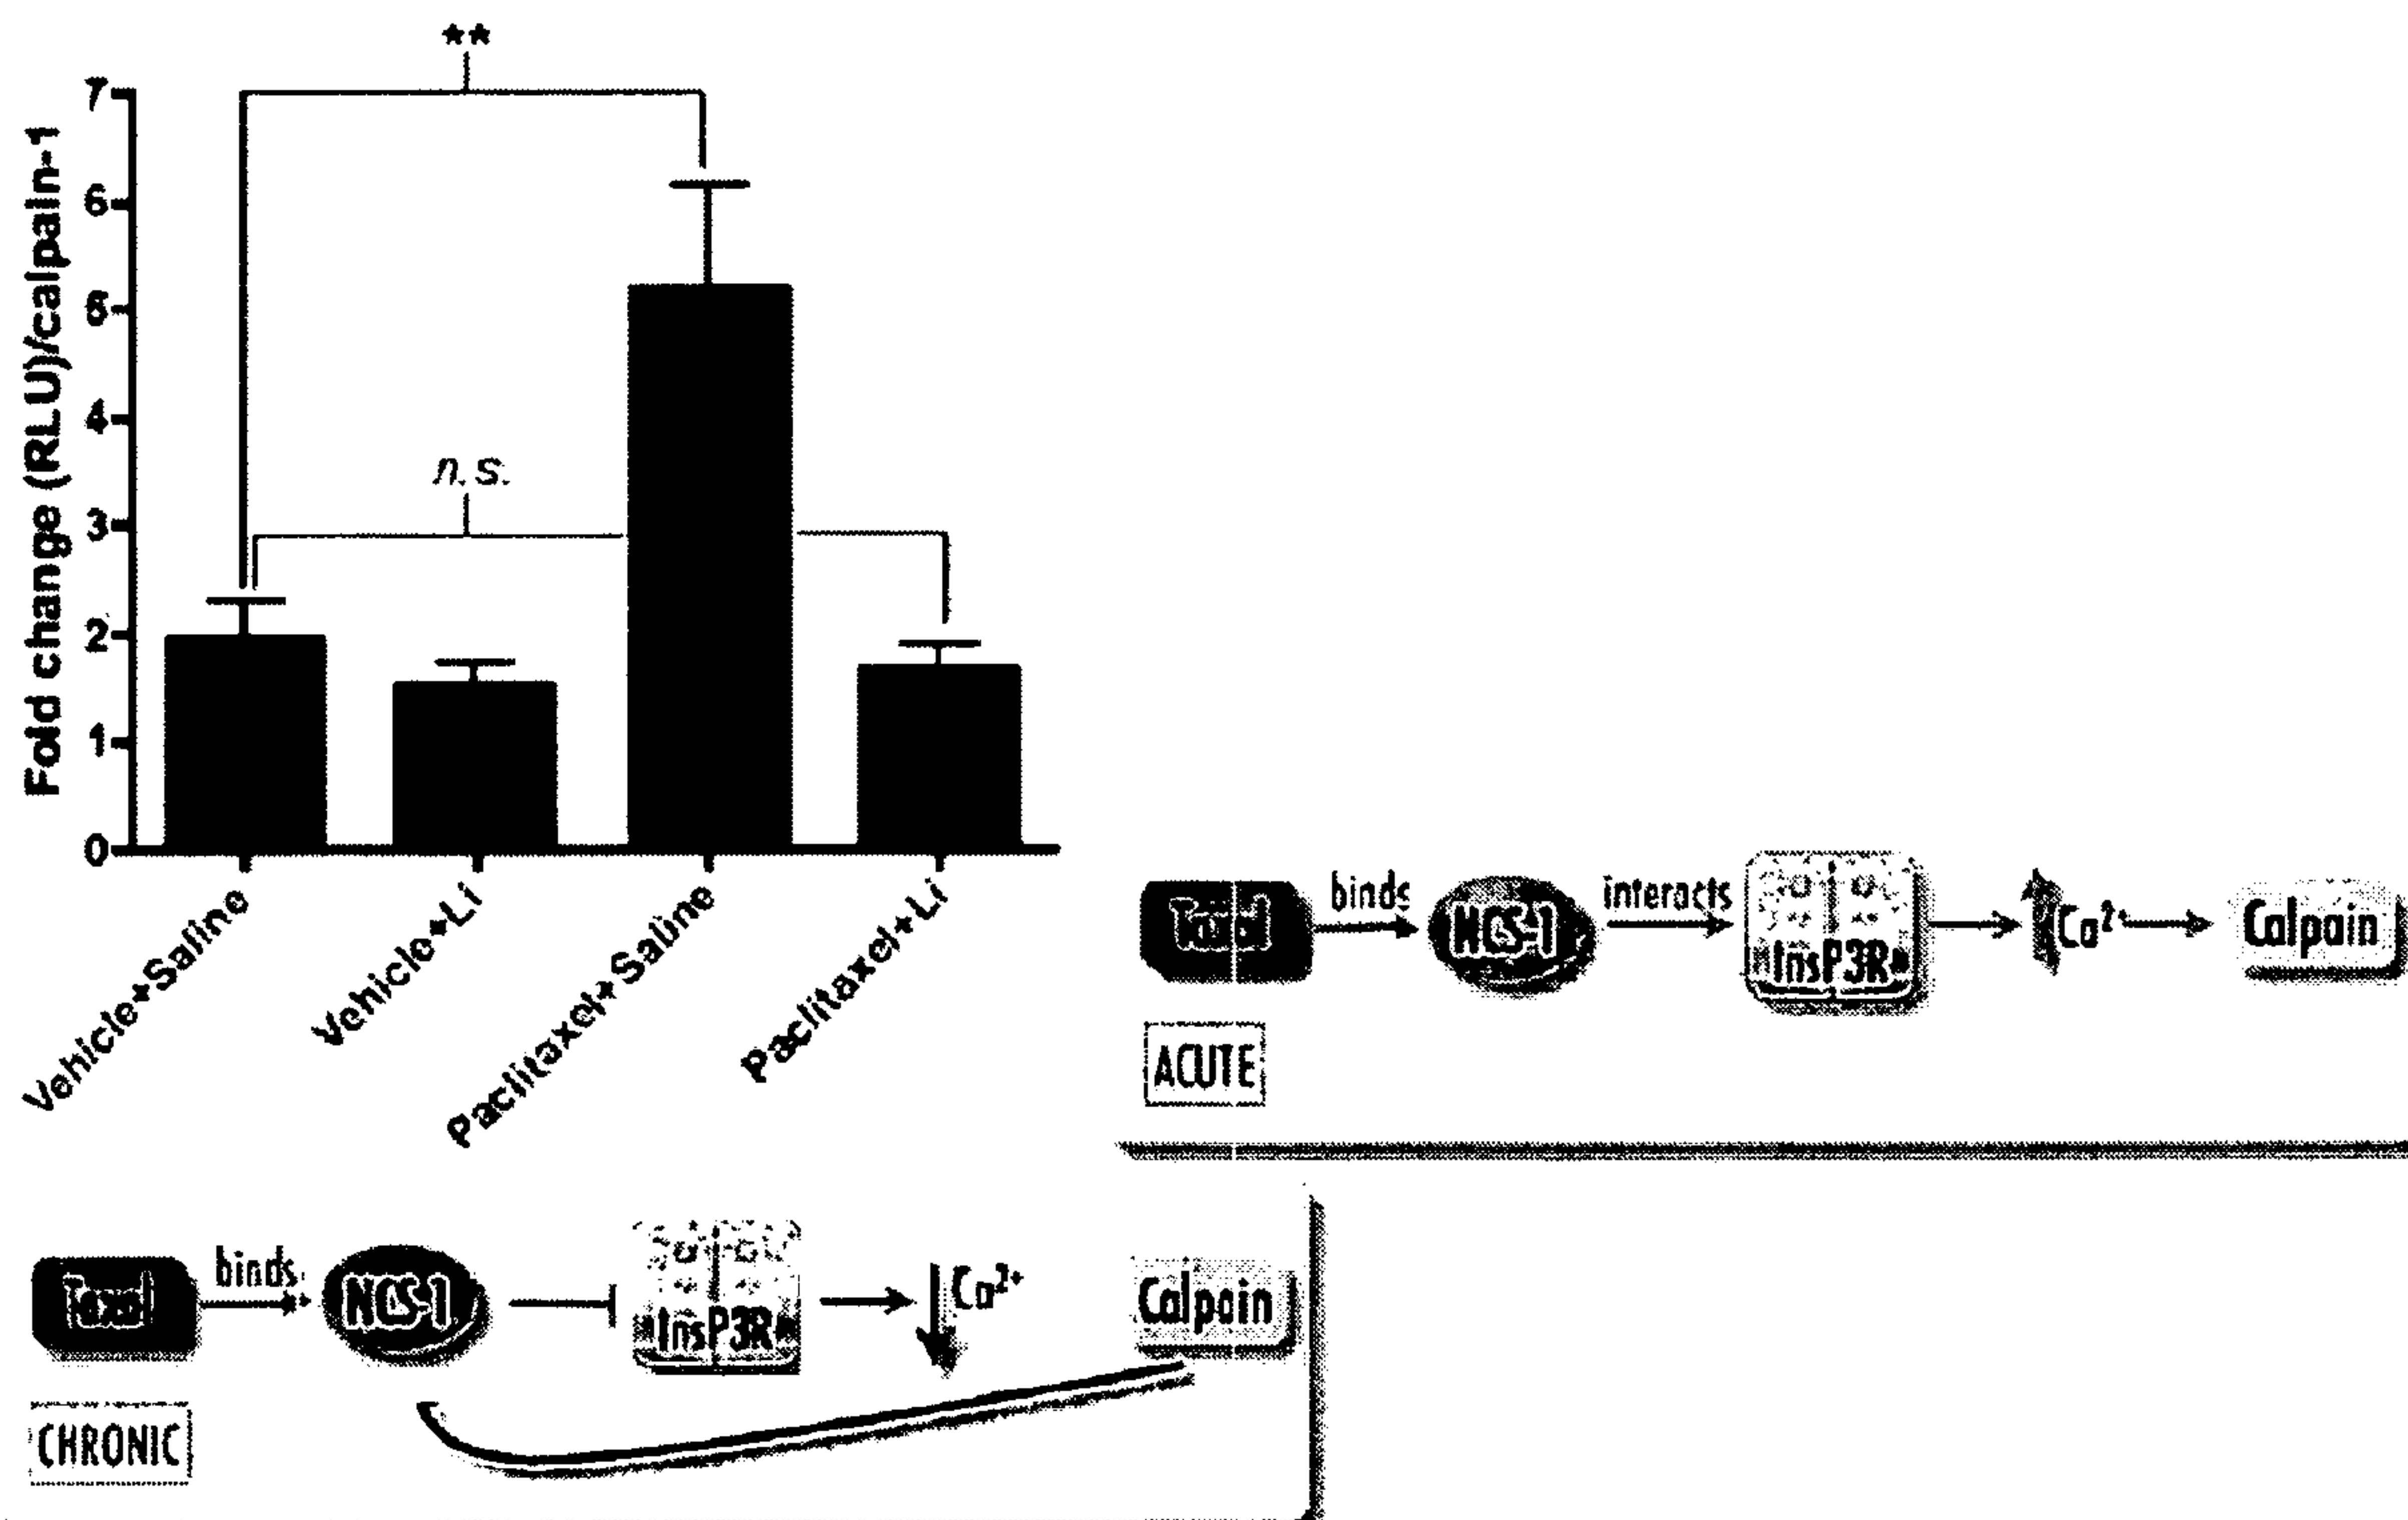 **
7
6
5
4
3
2
1
0
Fold change (RLU)/calpain-1
n.s.
Vehicle+Saline
Vehicle+Li
Paclitaxel+Saline
Paclitaxel+Li
Taxol
binds
NCS-1
interacts
InsP3R
Ca2+
Calpain
ACUTE
Taxol
binds
NCS-1
InsP3R
Ca2+
Calpain
CHRONIC